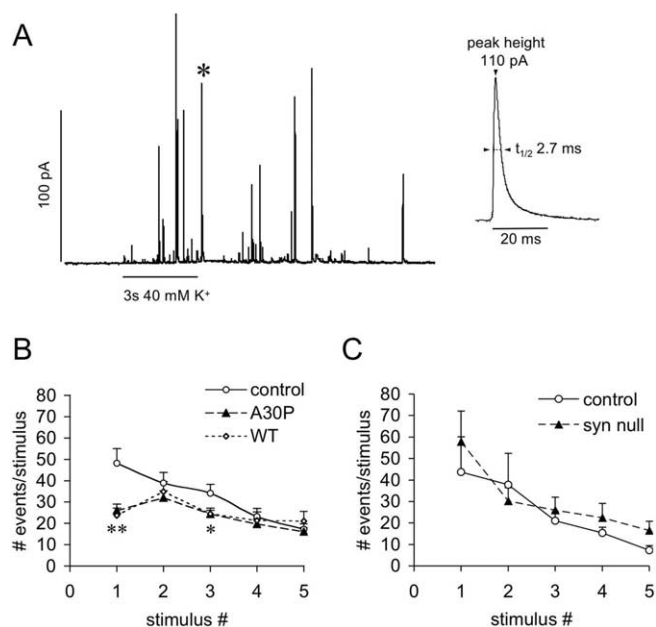 A
100 pA
*
3s 40 mM K⁺
peak height
110 pA
t1/2 2.7 ms
20 ms
B
# events/stimulus
80
70
60
50
40
30
20
10
0
control
A30P
WT
**
*
0 1 2 3 4 5
stimulus #
C
# events/stimulus
80
70
60
50
40
30
20
10
0
control
syn null
0 1 2 3 4 5
stimulus #